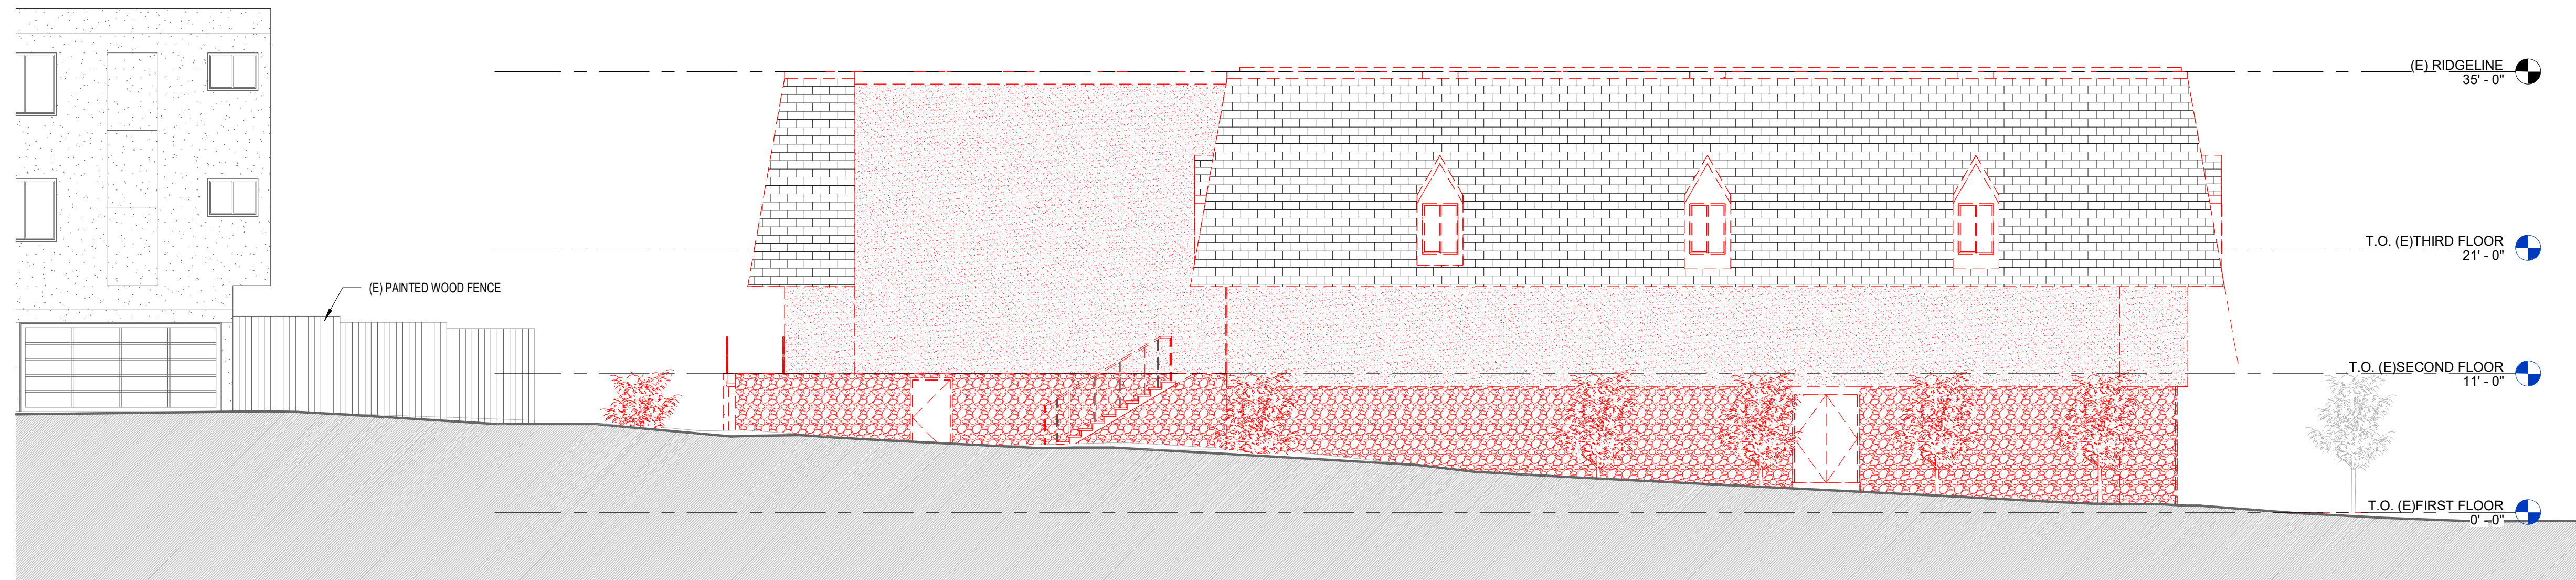 (E) RIDGELINE
35' - 0"
T.O. (E)THIRD FLOOR
21' - 0"
(E) PAINTED WOOD FENCE
T.O. (E)SECOND FLOOR
11' - 0"
T.O. (E)FIRST FLOOR
0' - 0"